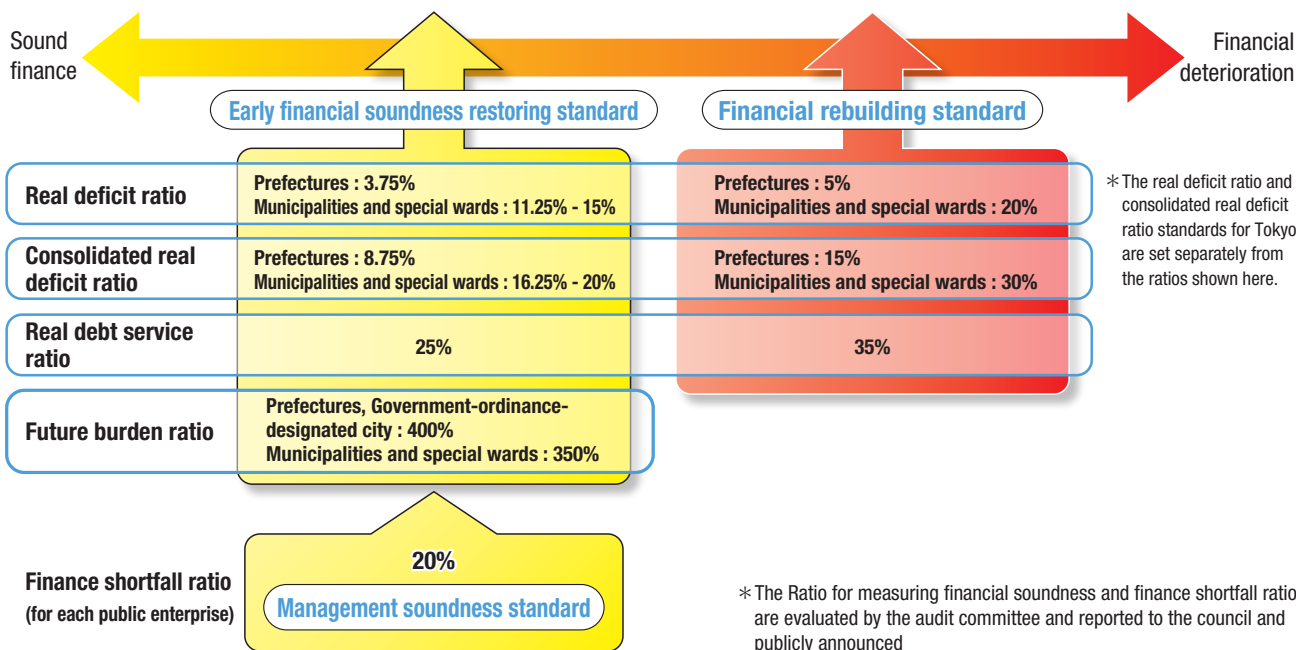 Sound
finance
Financial
deterioration
Early financial soundness restoring standard
Financial rebuilding standard
Real deficit ratio
Prefectures : 3.75%
Municipalities and special wards : 11.25% - 15%
Prefectures : 5%
Municipalities and special wards : 20%
Consolidated real
deficit ratio
Prefectures : 8.75%
Municipalities and special wards : 16.25% - 20%
Prefectures : 15%
Municipalities and special wards : 30%
Real debt service
ratio
25%
35%
Future burden ratio
Prefectures, Government-ordinance-
designated city : 400%
Municipalities and special wards : 350%
＊The real deficit ratio and
consolidated real deficit
ratio standards for Tokyo
are set separately from
the ratios shown here.
Finance shortfall ratio
(for each public enterprise)
20%
Management soundness standard
＊The Ratio for measuring financial soundness and finance shortfall ratio
are evaluated by the audit committee and reported to the council and
publicly announced